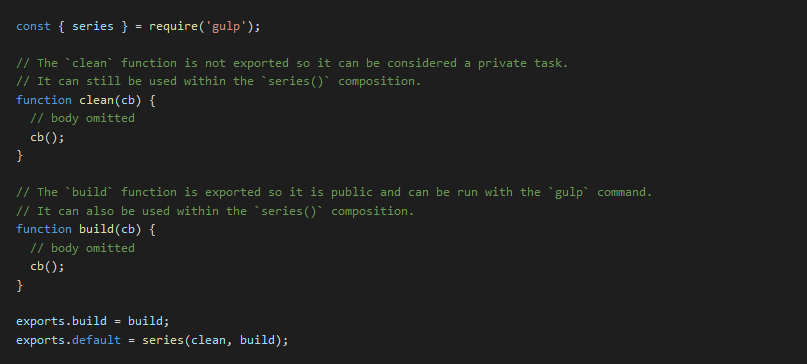 const { series } = require('gulp');
// The `clean` function is not exported so it can be considered a private task.
// It can still be used within the `series()` composition.
function clean(cb) {
// body omitted
cb();
}
// The `build` function is exported so it is public and can be run with the `gulp` command.
// It can also be used within the `series()` composition.
function build(cb) {
// body omitted
cb();
}
exports.build = build;
exports.default = series(clean, build);